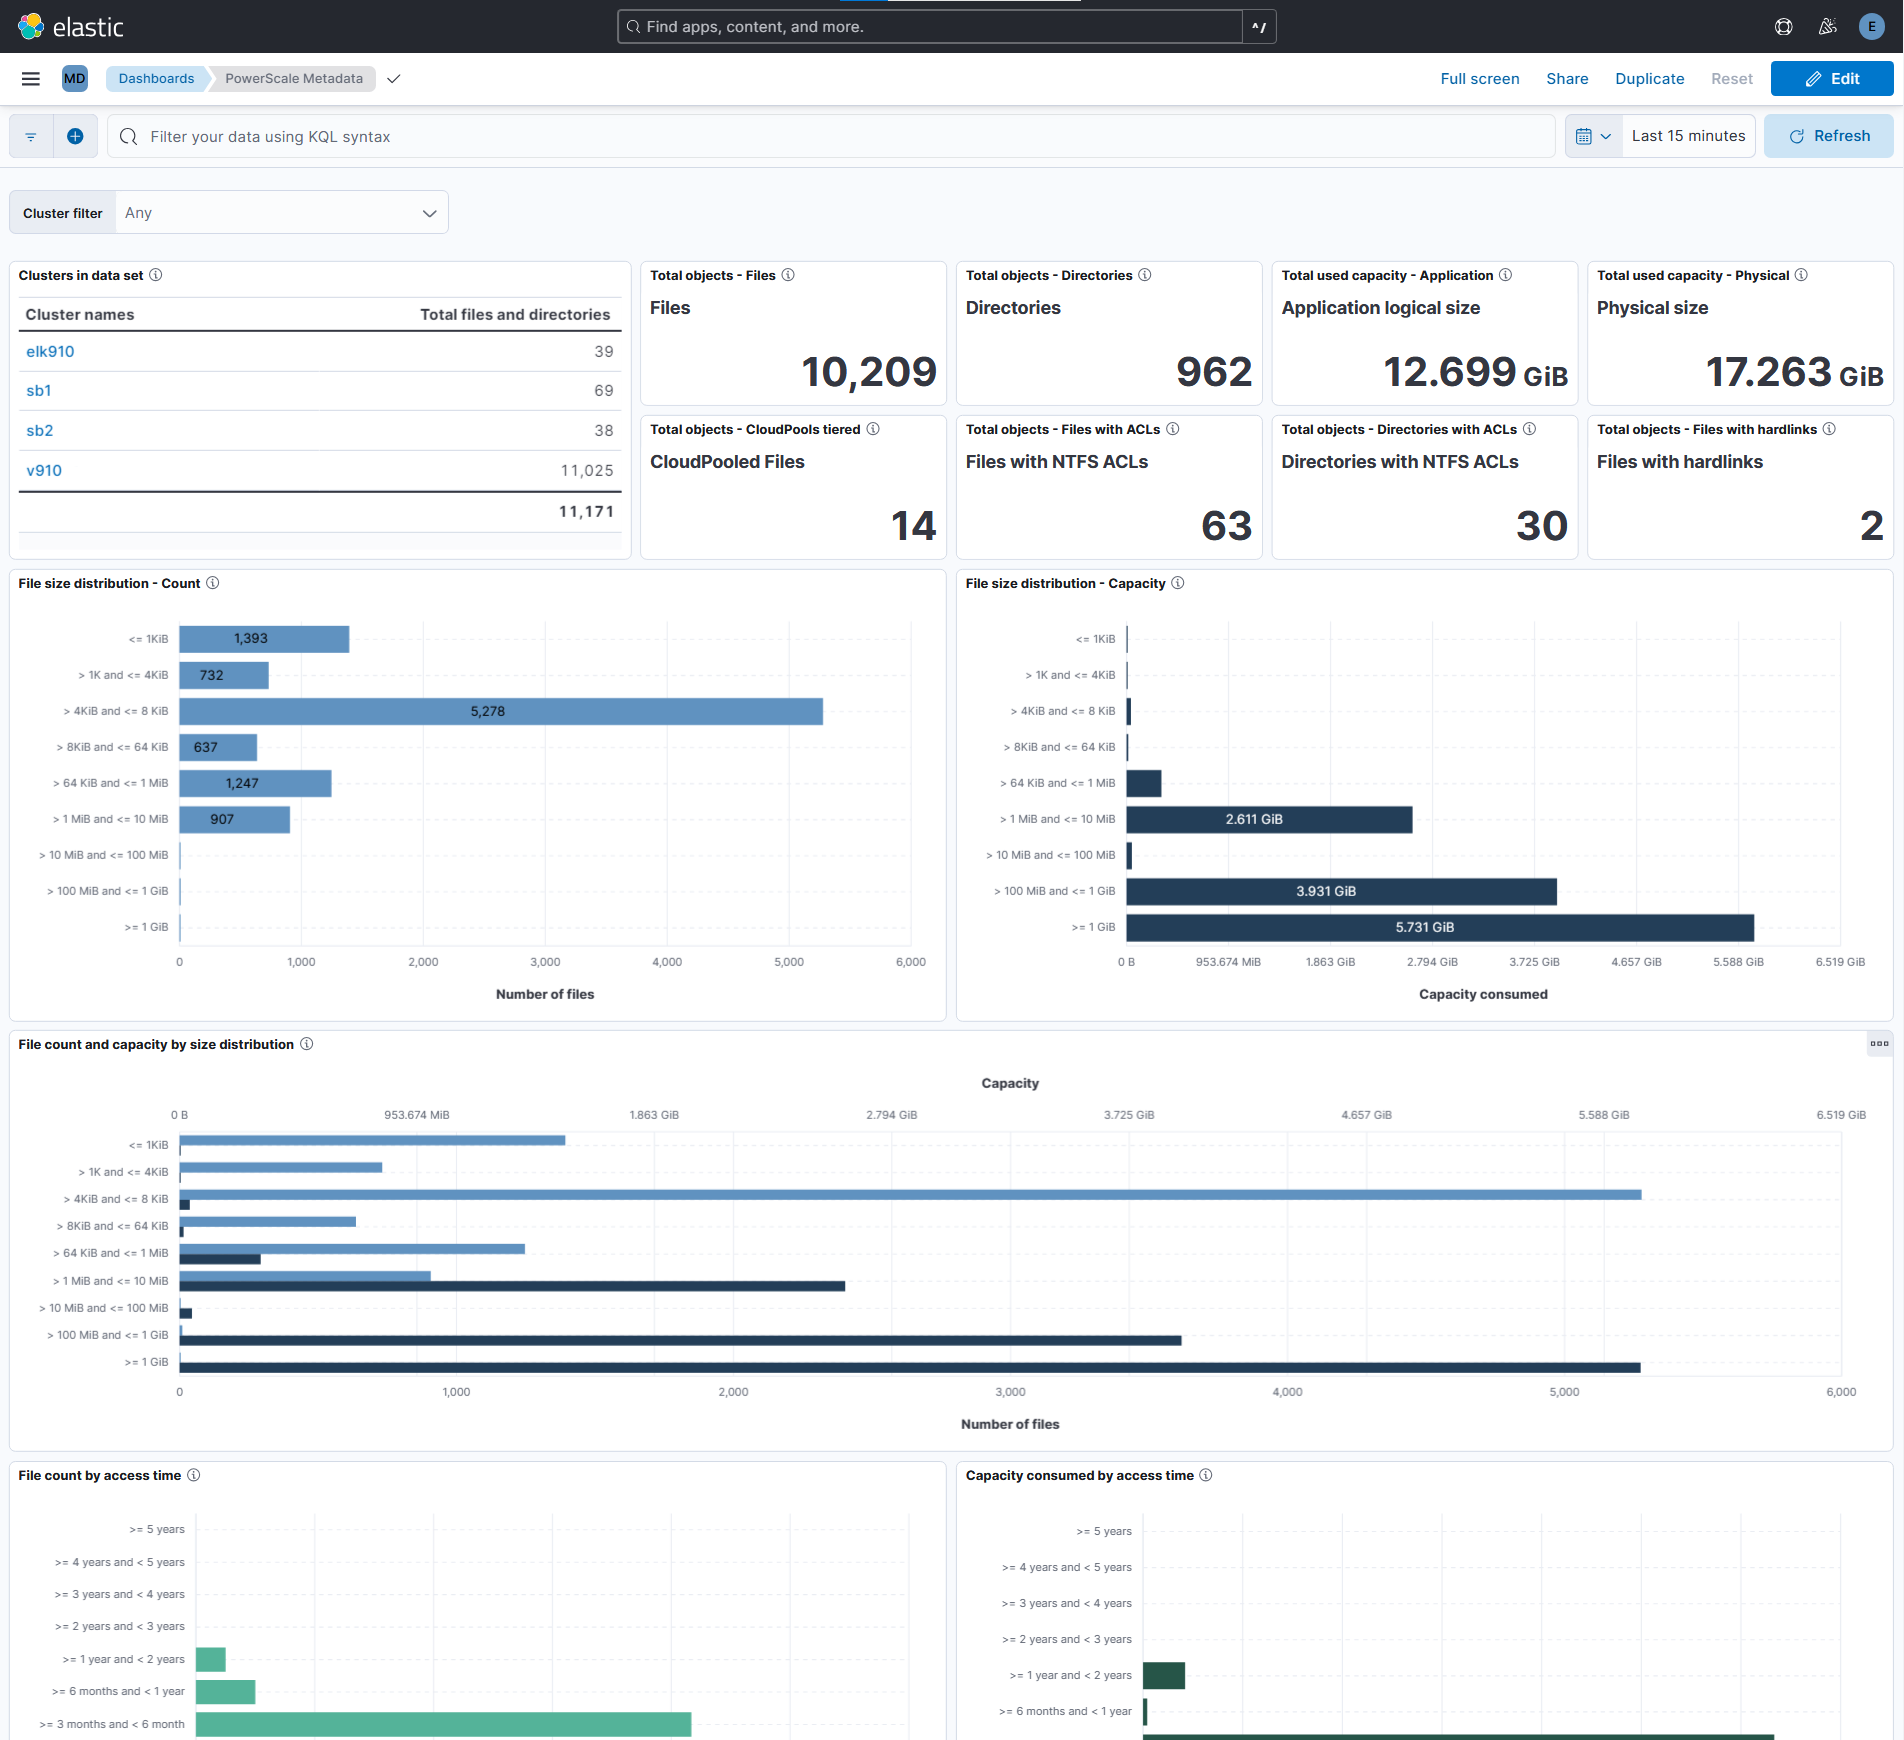 elastic
Find apps, content, and more.
^/
E
MD
Dashboards
PowerScale Metadata
Full screen
Share
Duplicate
Reset
Edit
Filter your data using KQL syntax
Last 15 minutes
Refresh
Cluster filter
Any
Clusters in data set
Cluster names Total files and directories
elk910 39
sb1 69
sb2 38
v910 11,025
11,171
Total objects - Files
Files
10,209
Total objects - Directories
Directories
962
Total used capacity - Application
Application logical size
12.699 GiB
Total used capacity - Physical
Physical size
17.263 GiB
Total objects - CloudPools tiered
CloudPooled Files
14
Total objects - Files with ACLs
Files with NTFS ACLs
63
Total objects - Directories with ACLs
Directories with NTFS ACLs
30
Total objects - Files with hardlinks
Files with hardlinks
2
File size distribution - Count
<= 1KiB 1,393
> 1K and <= 4KiB 732
> 4KiB and <= 8 KiB 5,278
> 8KiB and <= 64 KiB 637
> 64 KiB and <= 1 MiB 1,247
> 1 MiB and <= 10 MiB 907
> 10 MiB and <= 100 MiB
> 100 MiB and <= 1 GiB
>= 1 GiB
0 1,000 2,000 3,000 4,000 5,000 6,000
Number of files
File size distribution - Capacity
<= 1KiB
> 1K and <= 4KiB
> 4KiB and <= 8 KiB
> 8KiB and <= 64 KiB
> 64 KiB and <= 1 MiB
> 1 MiB and <= 10 MiB 2.611 GiB
> 10 MiB and <= 100 MiB
> 100 MiB and <= 1 GiB 3.931 GiB
>= 1 GiB 5.731 GiB
0 B 953.674 MiB 1.863 GiB 2.794 GiB 3.725 GiB 4.657 GiB 5.588 GiB 6.519 GiB
Capacity consumed
File count and capacity by size distribution
Capacity
0 B 953.674 MiB 1.863 GiB 2.794 GiB 3.725 GiB 4.657 GiB 5.588 GiB 6.519 GiB
<= 1KiB
> 1K and <= 4KiB
> 4KiB and <= 8 KiB
> 8KiB and <= 64 KiB
> 64 KiB and <= 1 MiB
> 1 MiB and <= 10 MiB
> 10 MiB and <= 100 MiB
> 100 MiB and <= 1 GiB
>= 1 GiB
0 1,000 2,000 3,000 4,000 5,000 6,000
Number of files
File count by access time
>= 5 years
>= 4 years and < 5 years
>= 3 years and < 4 years
>= 2 years and < 3 years
>= 1 year and < 2 years
>= 6 months and < 1 year
>= 3 months and < 6 month
Capacity consumed by access time
>= 5 years
>= 4 years and < 5 years
>= 3 years and < 4 years
>= 2 years and < 3 years
>= 1 year and < 2 years
>= 6 months and < 1 year